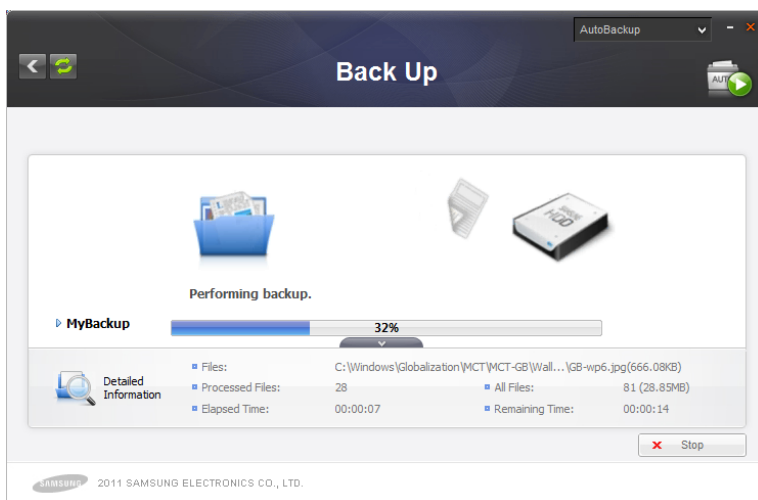 AutoBackup
Back Up
AUTO
SAMSUNG
HDD
Performing backup.
MyBackup
32%
Files: C:\Windows\Globalization\MCT\MCT-GB\Wall...\GB-wp6.jpg(666.08KB)
Detailed Information
Processed Files: 28 All Files: 81 (28.85MB)
Elapsed Time: 00:00:07 Remaining Time: 00:00:14
Stop
SAMSUNG 2011 SAMSUNG ELECTRONICS CO., LTD.